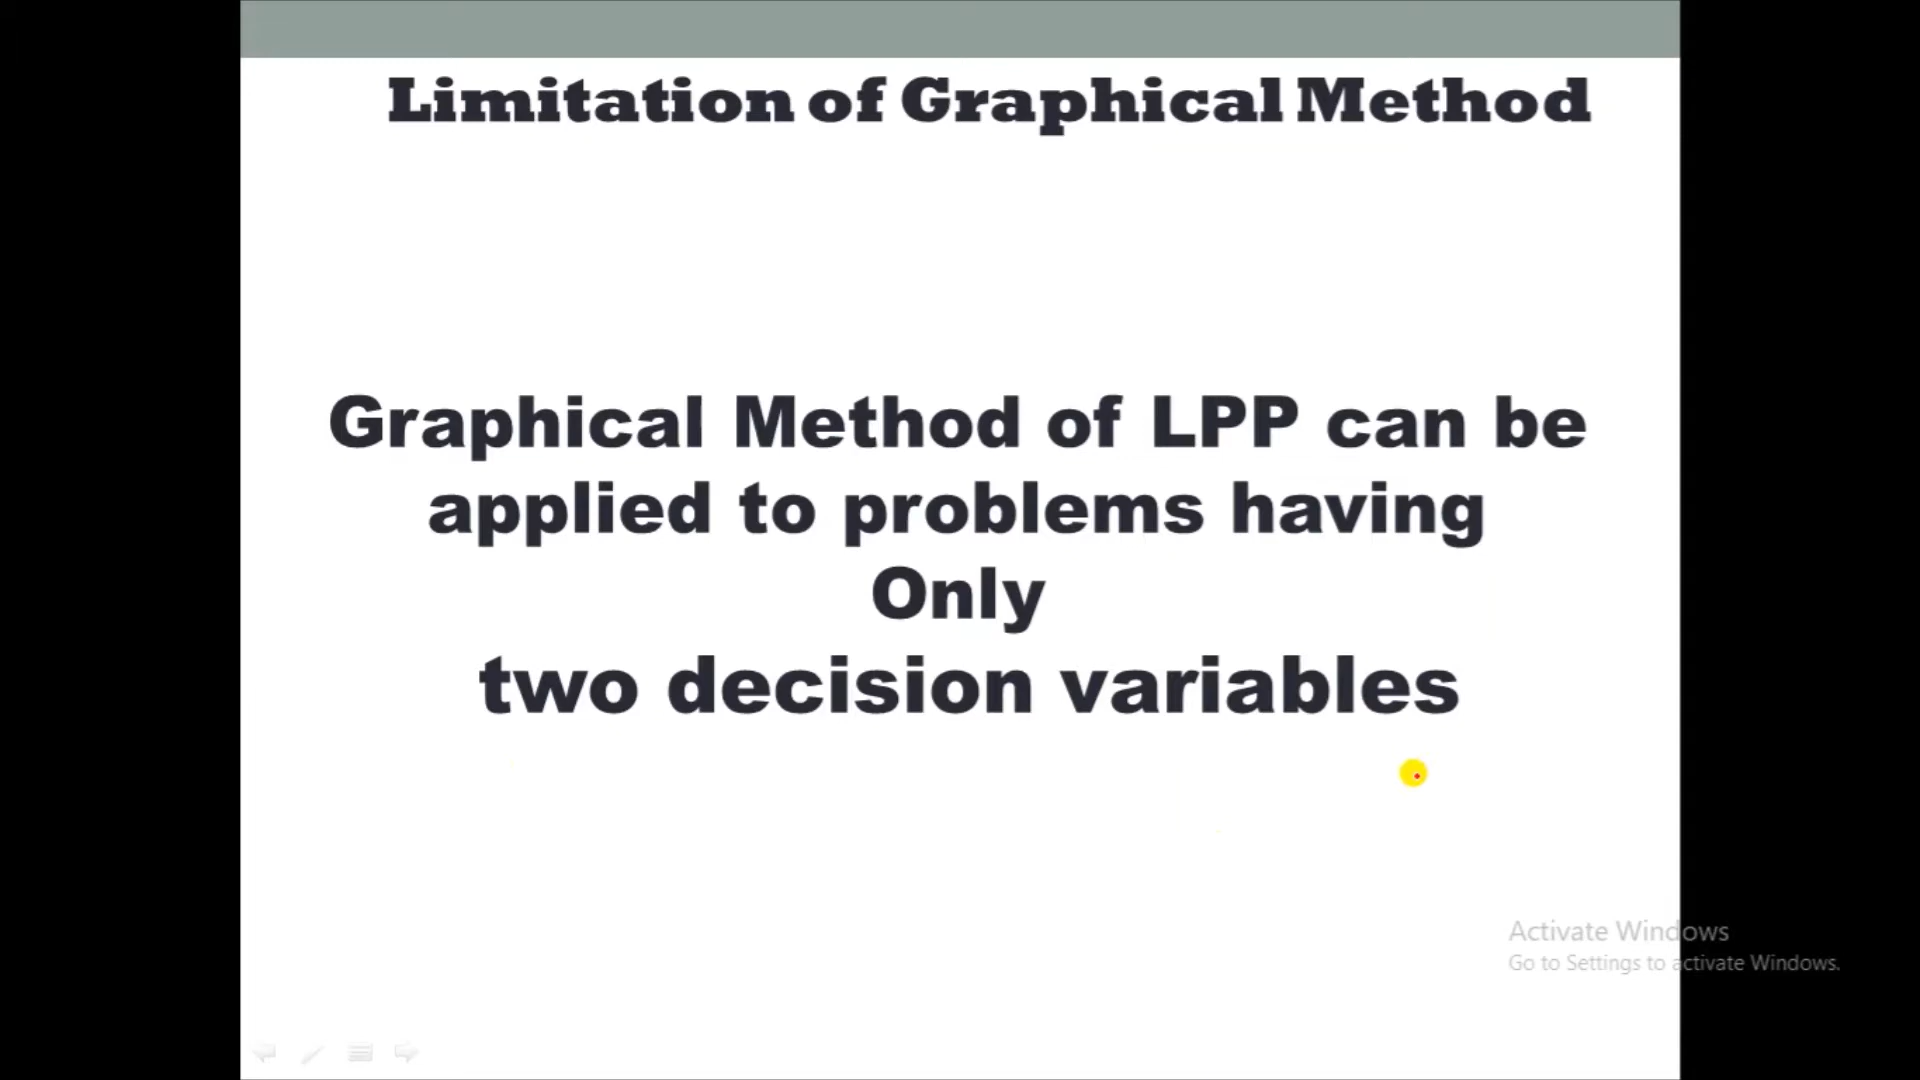 Limitation of Graphical Method
Graphical Method of LPP can be
applied to problems having
Only
two decision variables
Activate Windows
Go to Settings to activate Windows.